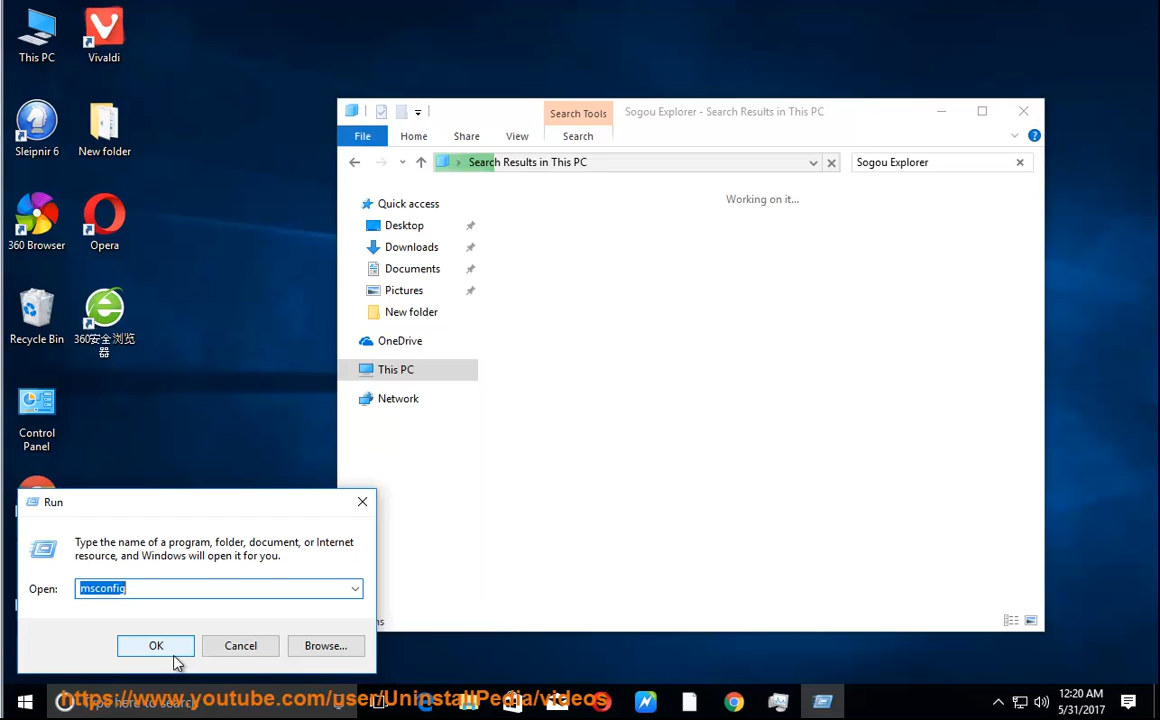 This PC
Vivaldi
Sleipnir 6
New folder
360 Browser
Opera
Recycle Bin
360安全浏览
器
Control
Panel
Search Tools
Sogou Explorer - Search Results in This PC
File
Home
Share
View
Search
Search Results in This PC
Sogou Explorer
Working on it...
Quick access
Desktop
Downloads
Documents
Pictures
New folder
OneDrive
This PC
Network
Run
Type the name of a program, folder, document, or Internet
resource, and Windows will open it for you.
Open:
msconfig
OK
Cancel
Browse...
https://www.youtube.com/user/UninstallPedia/videos
Type here to search
12:20 AM
5/31/2017